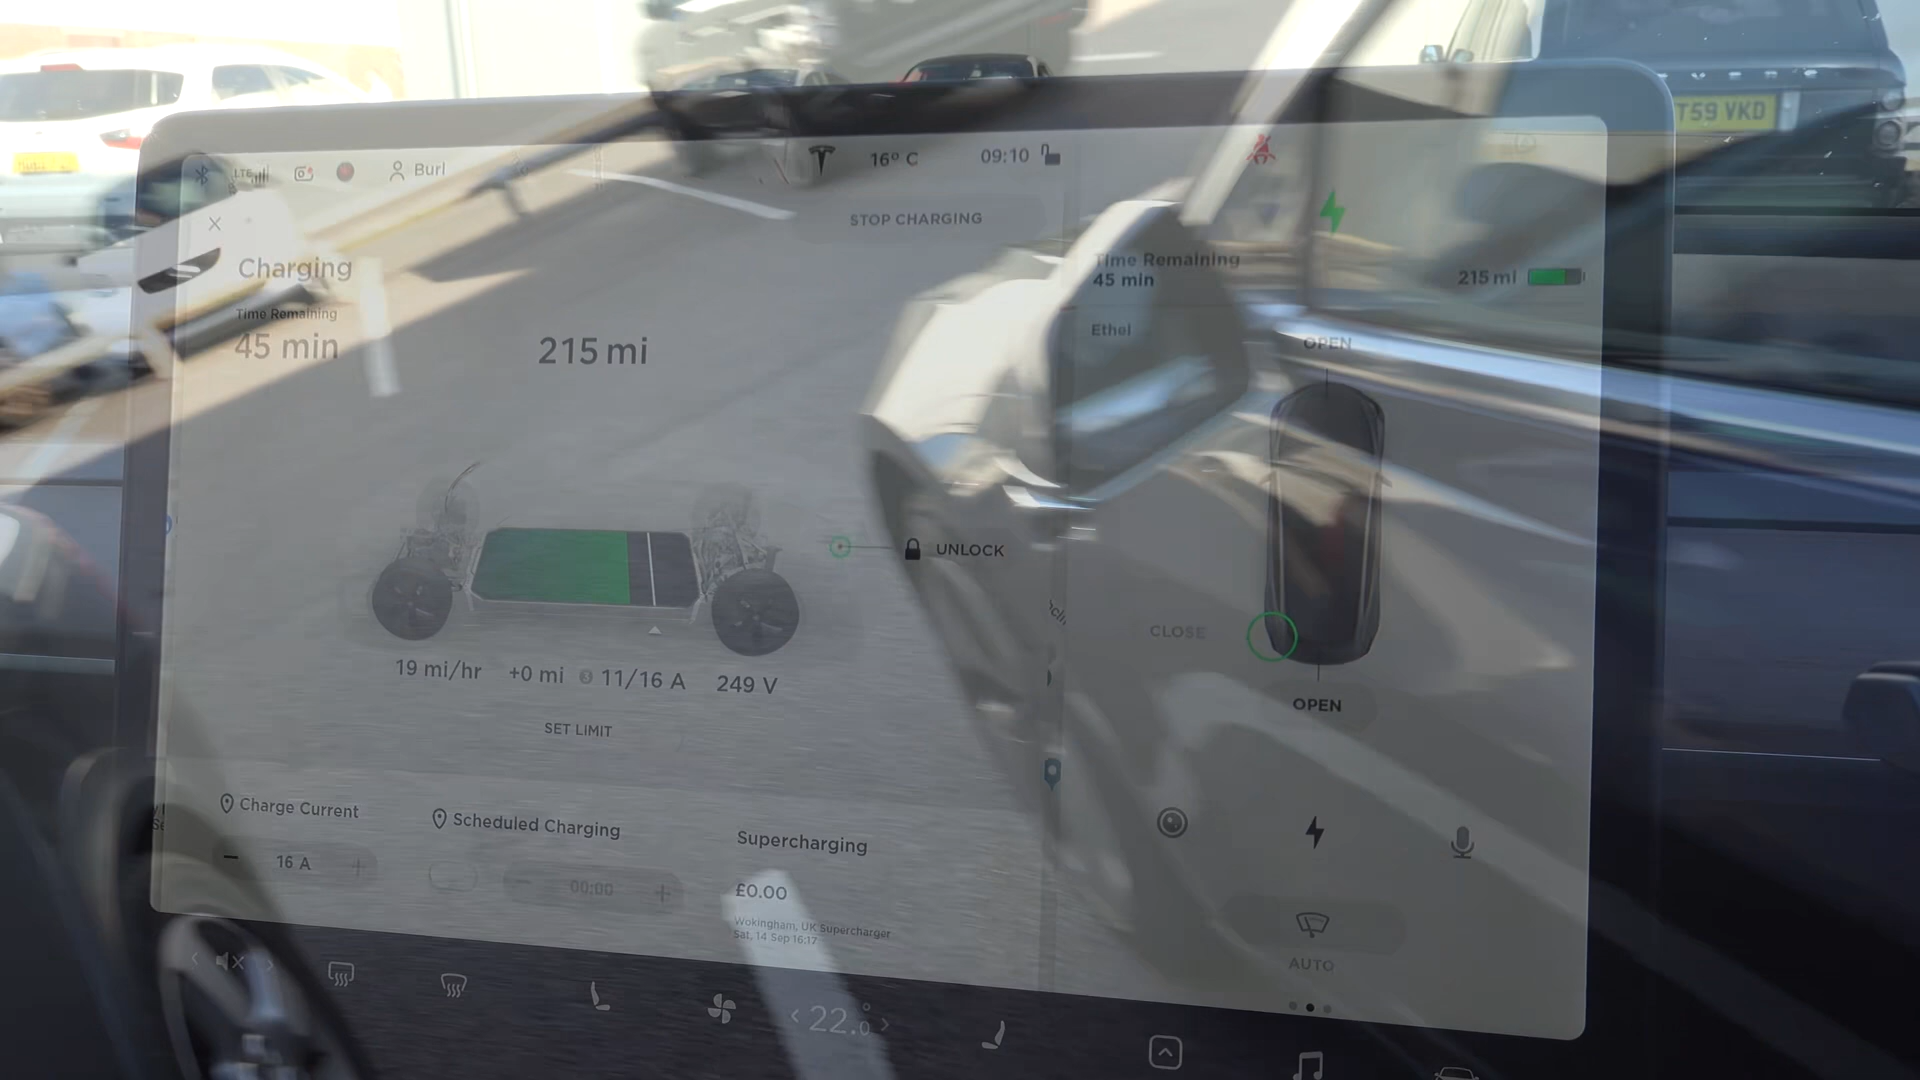 T59 VKD
LTE
Burl
16° C
09:10
STOP CHARGING
Charging
Time Remaining
45 min
215 mi
Time Remaining
45 min
215 mi
Ethel
OPEN
UNLOCK
CLOSE
OPEN
19 mi/hr
+0 mi
3
11/16 A
249 V
SET LIMIT
Charge Current
Scheduled Charging
Supercharging
16 A
00:00
£0.00
Wokingham, UK Supercharger
Sat, 14 Sep 16:17
AUTO
22.0°